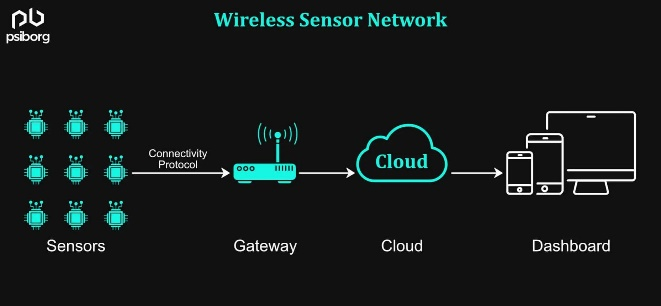 psiborg
Wireless Sensor Network
Connectivity
Protocol
Cloud
Sensors
Gateway
Cloud
Dashboard